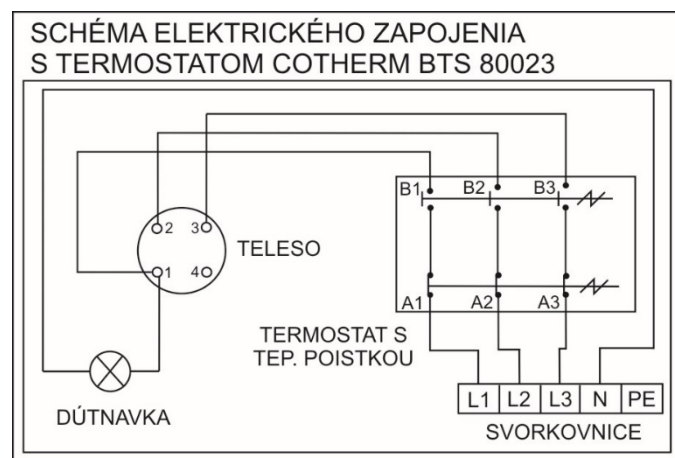 SCHÉMA ELEKTRICKÉHO ZAPOJENIA
S TERMOSTATOM COTHERM BTS 80023
B1 B2 B3
2 3
TELESO
1 4
A1 A2 A3
TERMOSTAT S
TEP. POISTKOU
L1 L2 L3 N PE
DÚTNAVKA
SVORKOVNICE